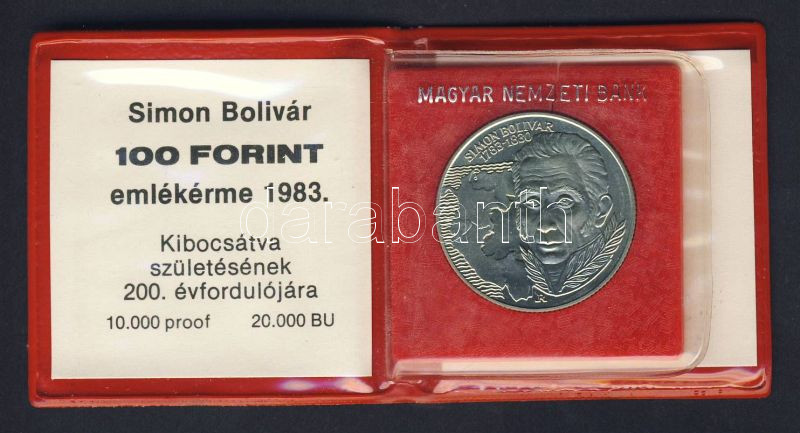 Simon Bolivár
100 FORINT
emlékérme 1983.
Kibocsátva
születésének
200. évfordulójára
10.000 proof 20.000 BU
MAGYAR NEMZETI BANK
SIMON BOLIVAR
1783-1830
R
darabanth